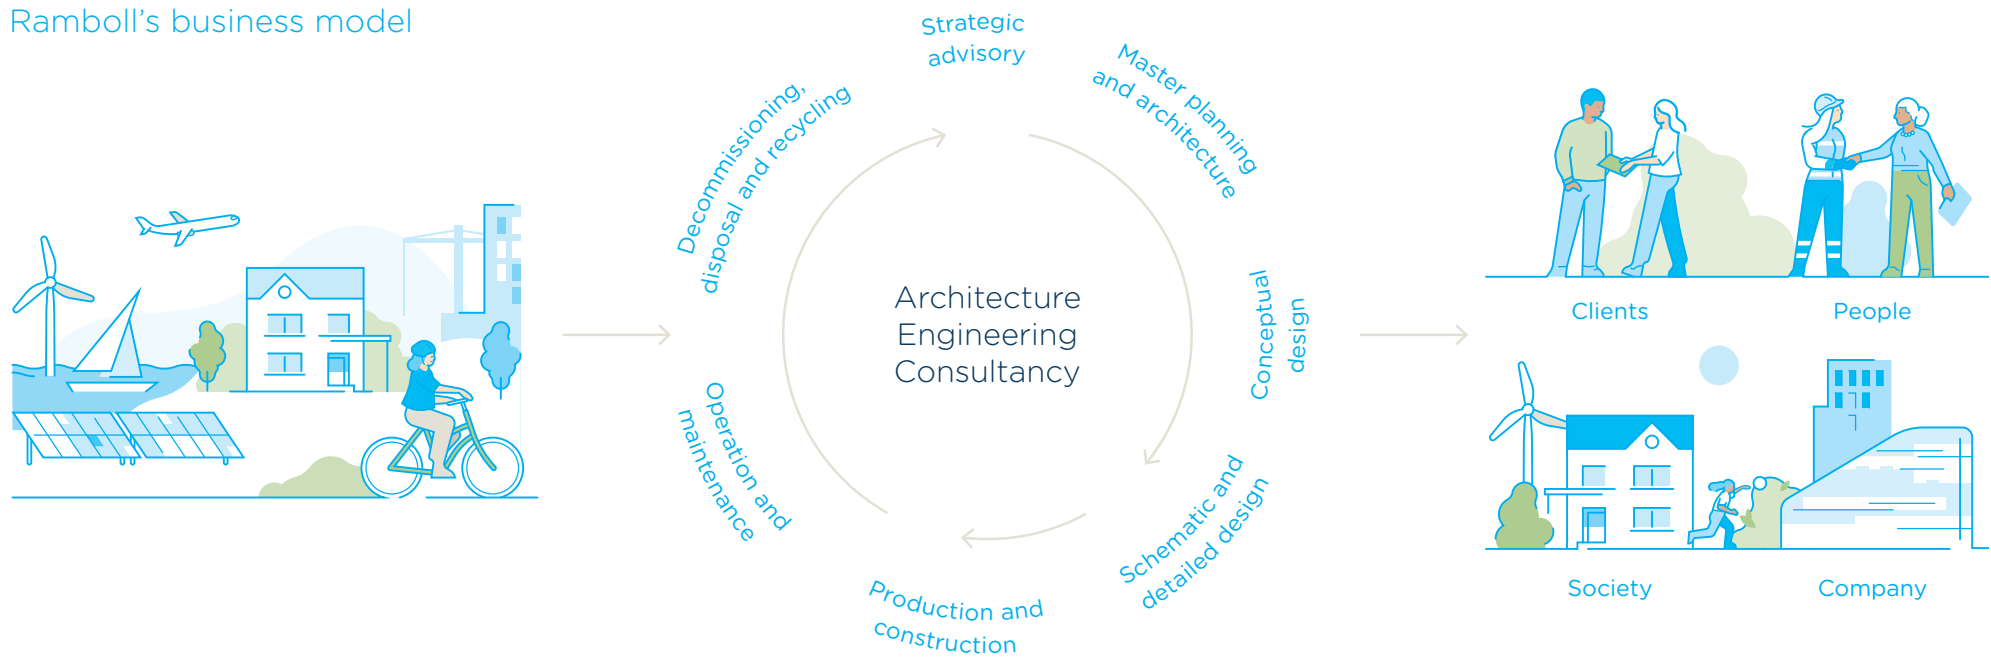 Ramboll’s business model
Strategic
advisory
Master planning
and architecture
Conceptual
design
Schematic and
detailed design
Production and
construction
Operation and
maintenance
Decommissioning,
disposal and recycling
Architecture
Engineering
Consultancy
Clients
People
Society
Company